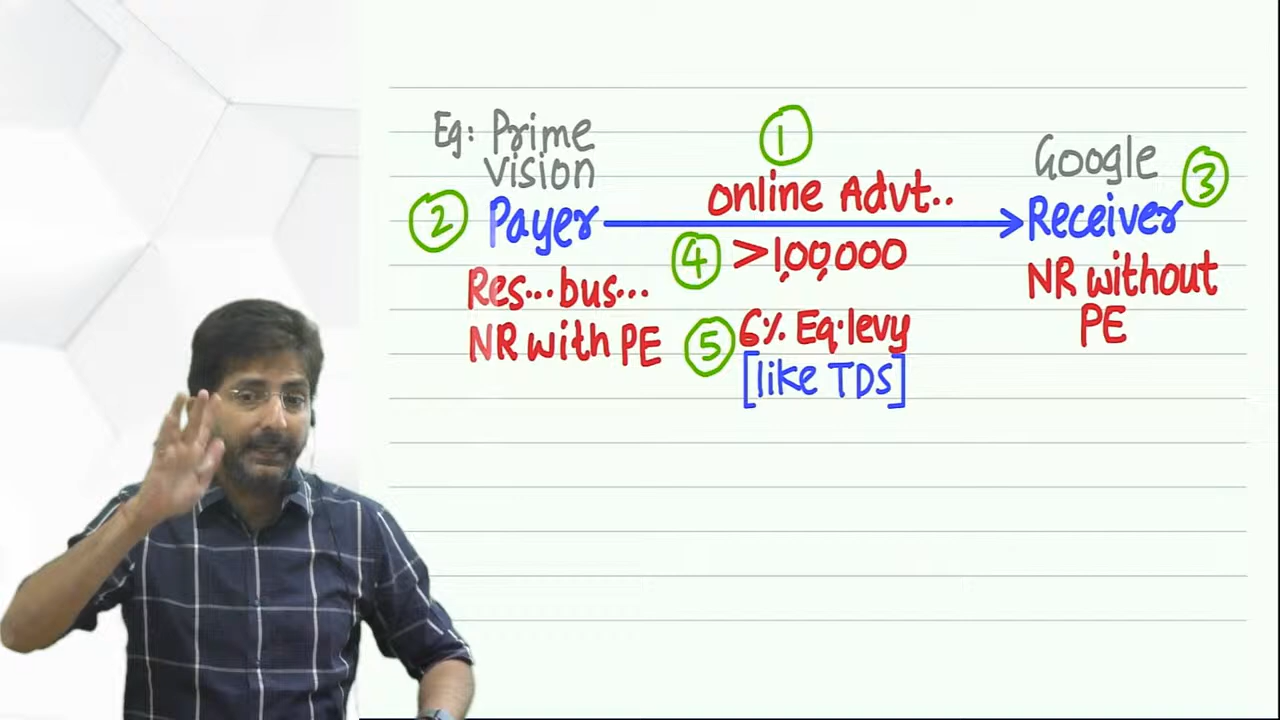 Eg: Prime
vision
①
Google
③
online Advt..
② Payer
Receiver
④ >1,00,000
Res... bus...
NR with PE
NR without
PE
⑤ 6% Eq.levy
[like TDS]